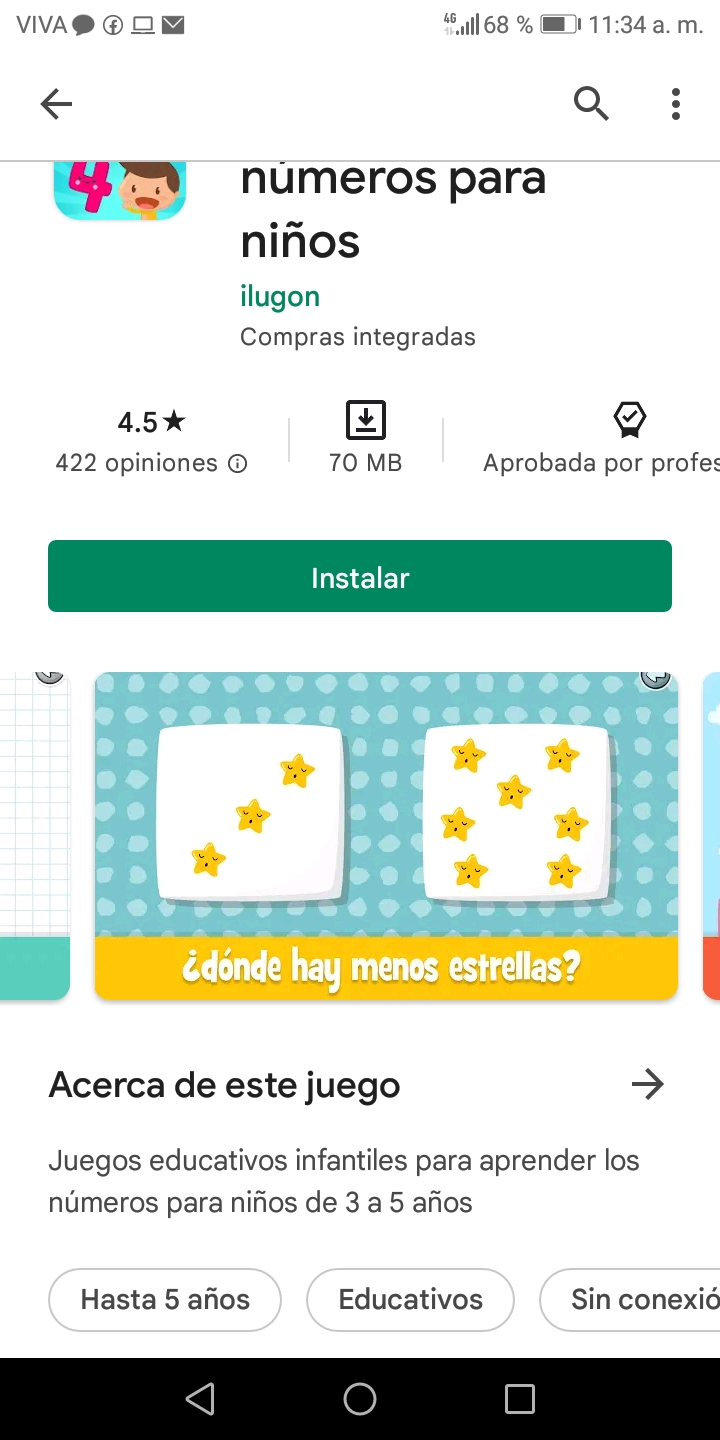 VIVA 4G 68 % 11:34 a. m.
4
números para
niños
ilugon
Compras integradas
4.5★
422 opiniones
70 MB
Aprobada por profes
Instalar
¿dónde hay menos estrellas?
Acerca de este juego
Juegos educativos infantiles para aprender los
números para niños de 3 a 5 años
Hasta 5 años
Educativos
Sin conexió